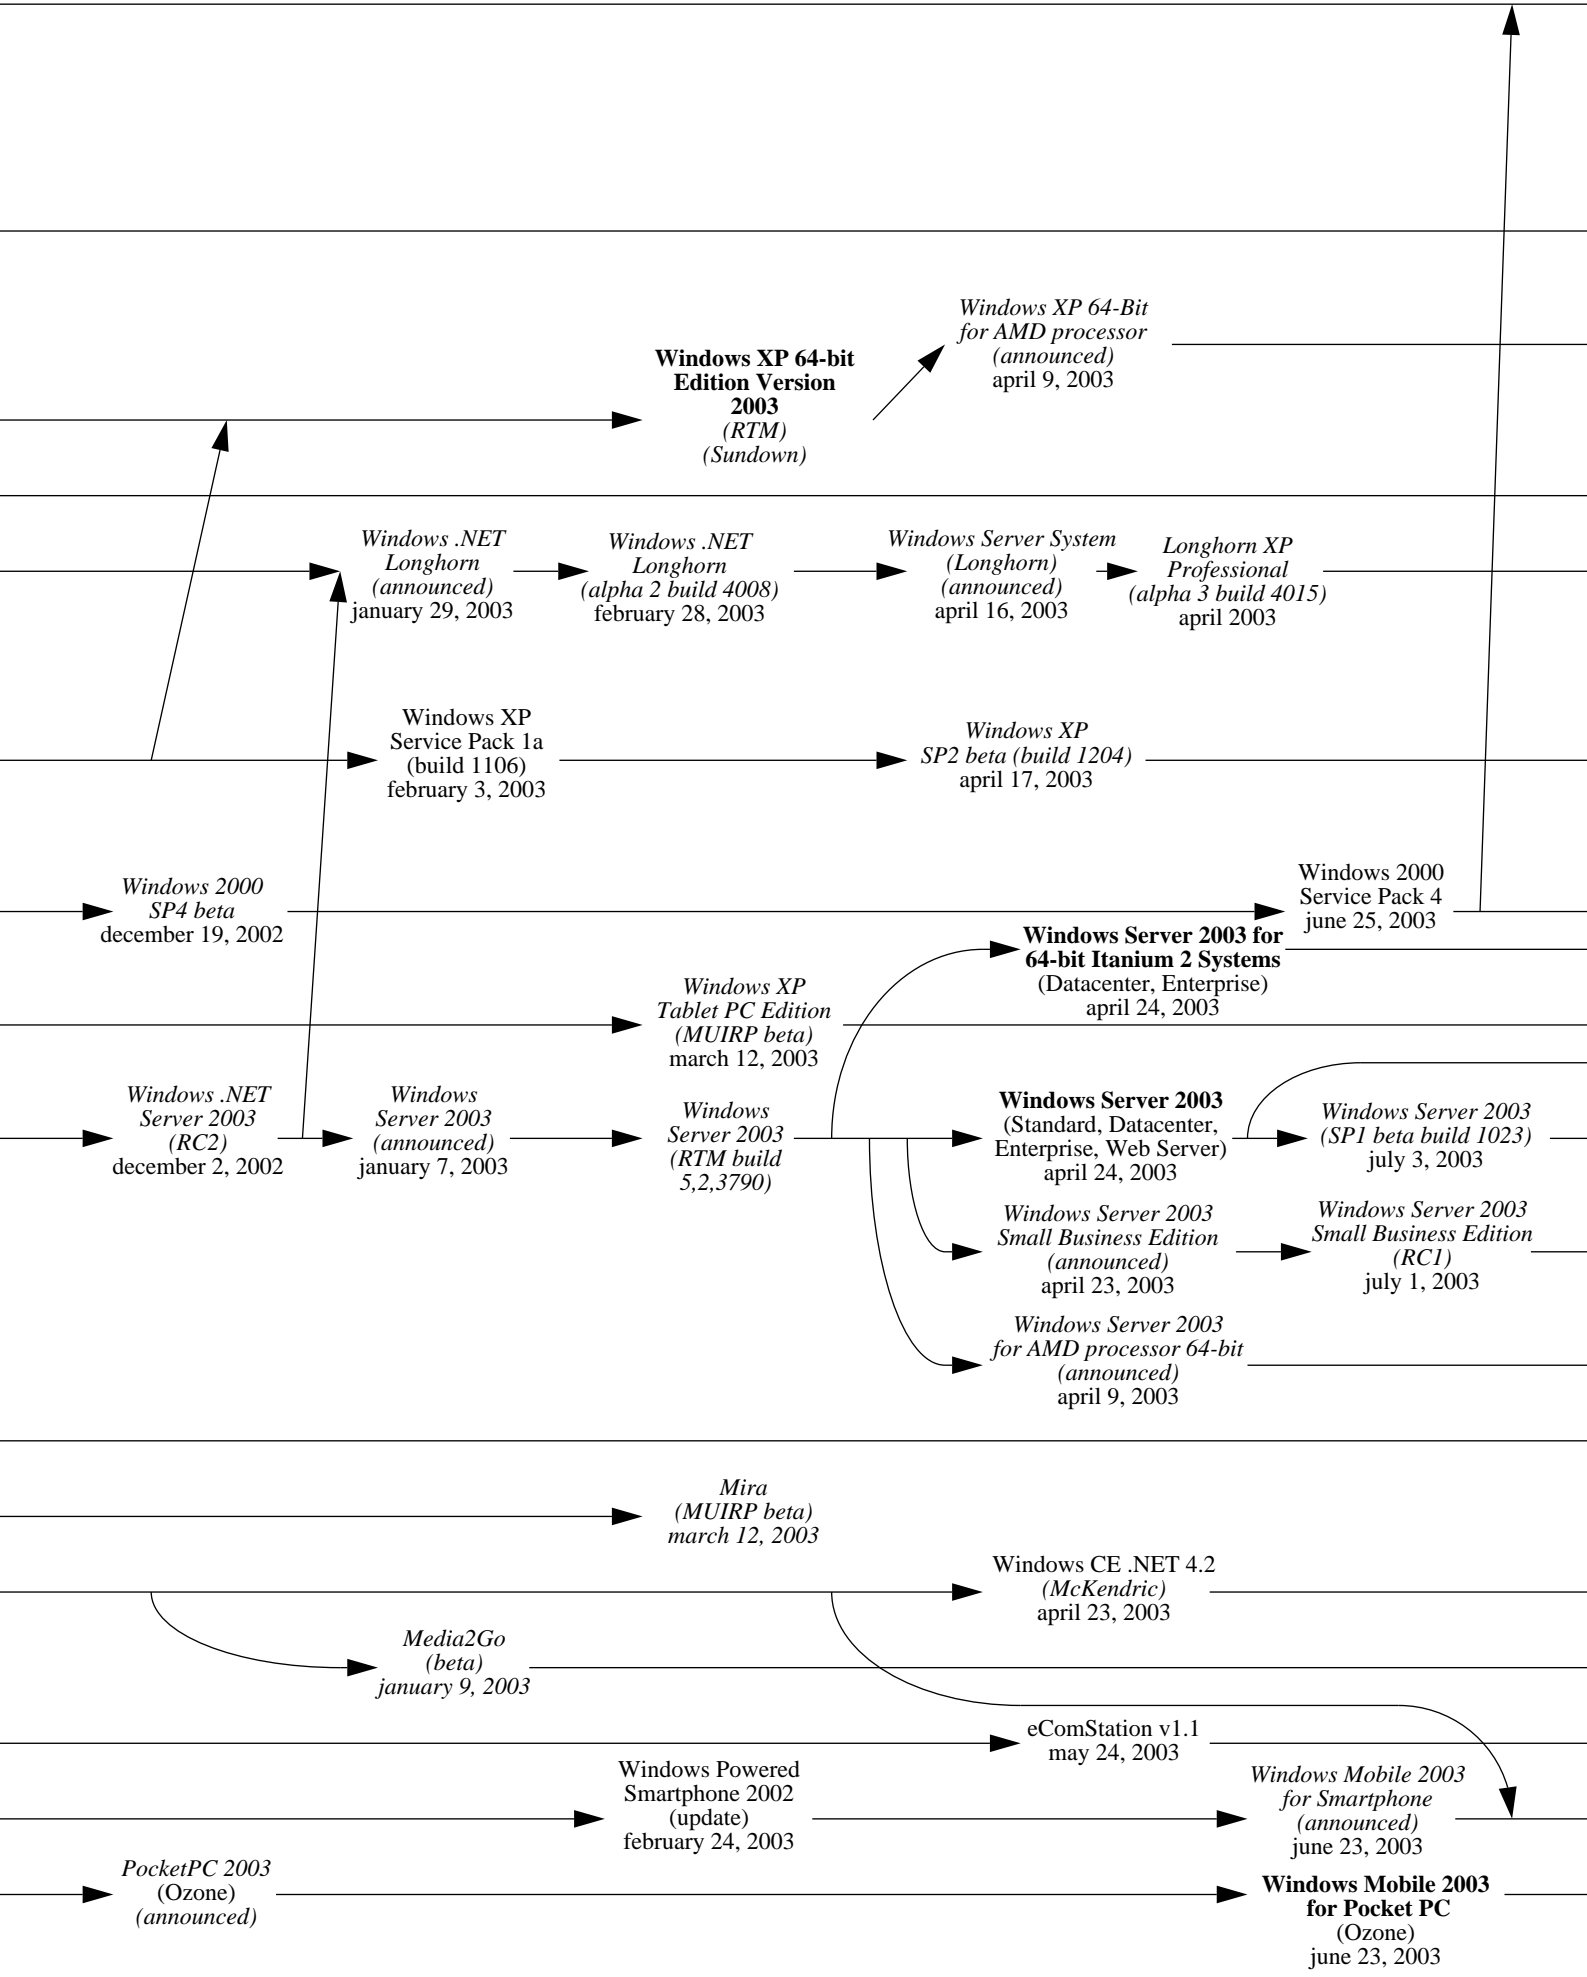 Windows XP 64-Bit
for AMD processor
(announced)
april 9, 2003
Windows XP 64-bit
Edition Version
2003
(RTM)
(Sundown)
Windows .NET
Longhorn
(announced)
january 29, 2003
Windows .NET
Longhorn
(alpha 2 build 4008)
february 28, 2003
Windows Server System
(Longhorn)
(announced)
april 16, 2003
Longhorn XP
Professional
(alpha 3 build 4015)
april 2003
Windows XP
Service Pack 1a
(build 1106)
february 3, 2003
Windows XP
SP2 beta (build 1204)
april 17, 2003
Windows 2000
SP4 beta
december 19, 2002
Windows 2000
Service Pack 4
june 25, 2003
Windows Server 2003 for
64-bit Itanium 2 Systems
(Datacenter, Enterprise)
april 24, 2003
Windows XP
Tablet PC Edition
(MUIRP beta)
march 12, 2003
Windows .NET
Server 2003
(RC2)
december 2, 2002
Windows
Server 2003
(announced)
january 7, 2003
Windows
Server 2003
(RTM build
5,2,3790)
Windows Server 2003
(Standard, Datacenter,
Enterprise, Web Server)
april 24, 2003
Windows Server 2003
(SP1 beta build 1023)
july 3, 2003
Windows Server 2003
Small Business Edition
(announced)
april 23, 2003
Windows Server 2003
Small Business Edition
(RC1)
july 1, 2003
Windows Server 2003
for AMD processor 64-bit
(announced)
april 9, 2003
Mira
(MUIRP beta)
march 12, 2003
Windows CE .NET 4.2
(McKendric)
april 23, 2003
Media2Go
(beta)
january 9, 2003
eComStation v1.1
may 24, 2003
Windows Powered
Smartphone 2002
(update)
february 24, 2003
Windows Mobile 2003
for Smartphone
(announced)
june 23, 2003
PocketPC 2003
(Ozone)
(announced)
Windows Mobile 2003
for Pocket PC
(Ozone)
june 23, 2003